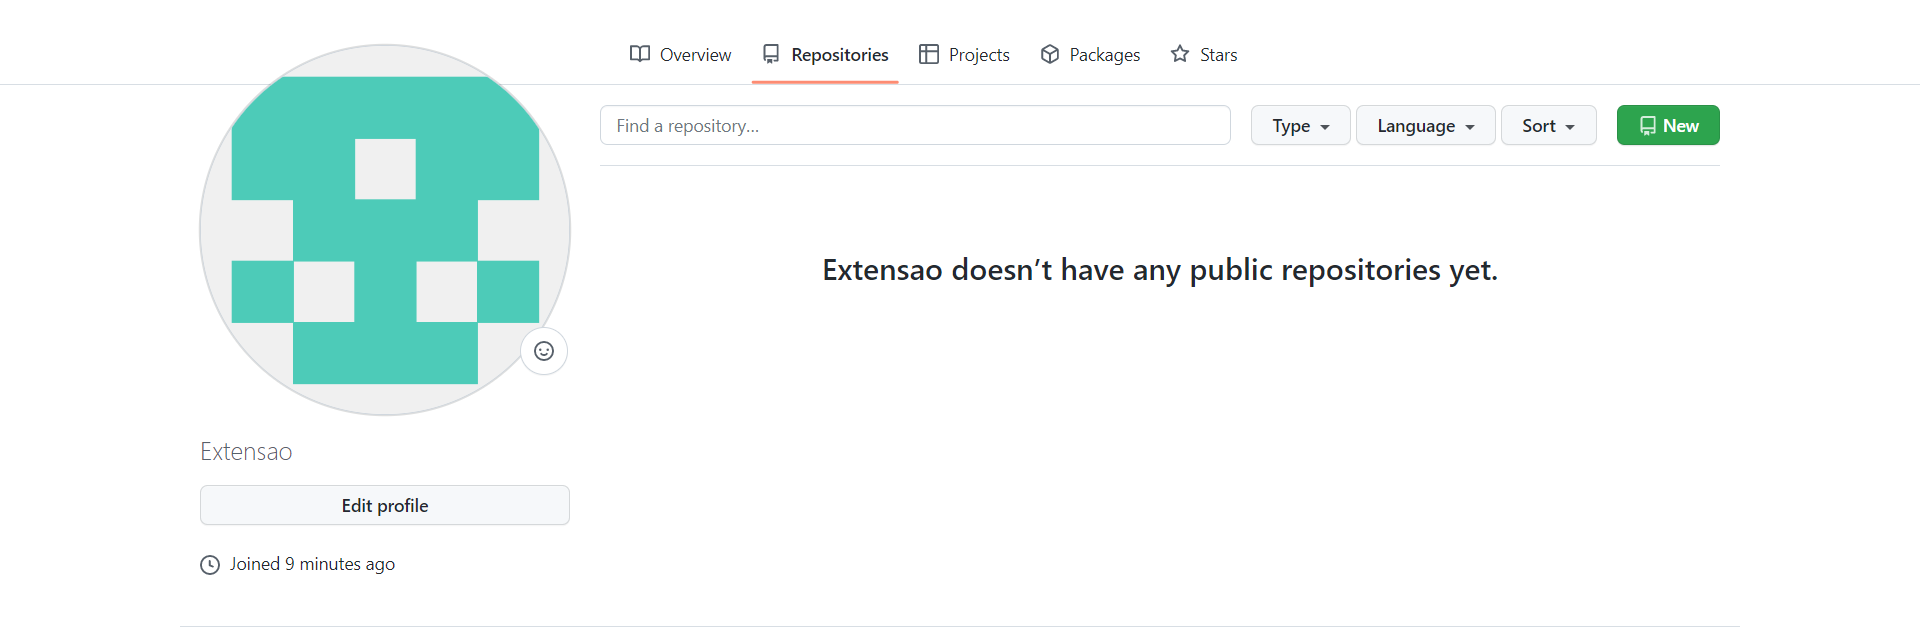 Overview Repositories Projects Packages Stars
Find a repository... Type Language Sort New
Extensao doesn’t have any public repositories yet.
Extensao
Edit profile
Joined 9 minutes ago